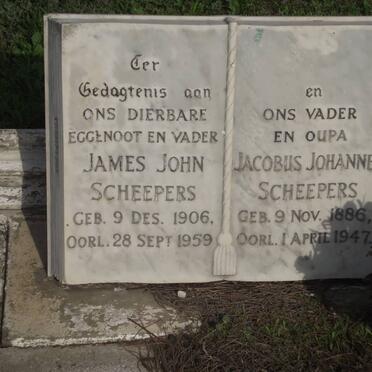 Ter
Gedagtenis aan
ONS DIERBARE
EGGENOOT EN VADER
JAMES JOHN
SCHEEPERS
GEB. 9 DES. 1906,
OORL. 28 SEPT 1959
en
ONS VADER
EN OUPA
JACOBUS JOHANNE
SCHEEPERS
GEB. 9 NOV. 1886,
OORL. 1 APRIL 1947